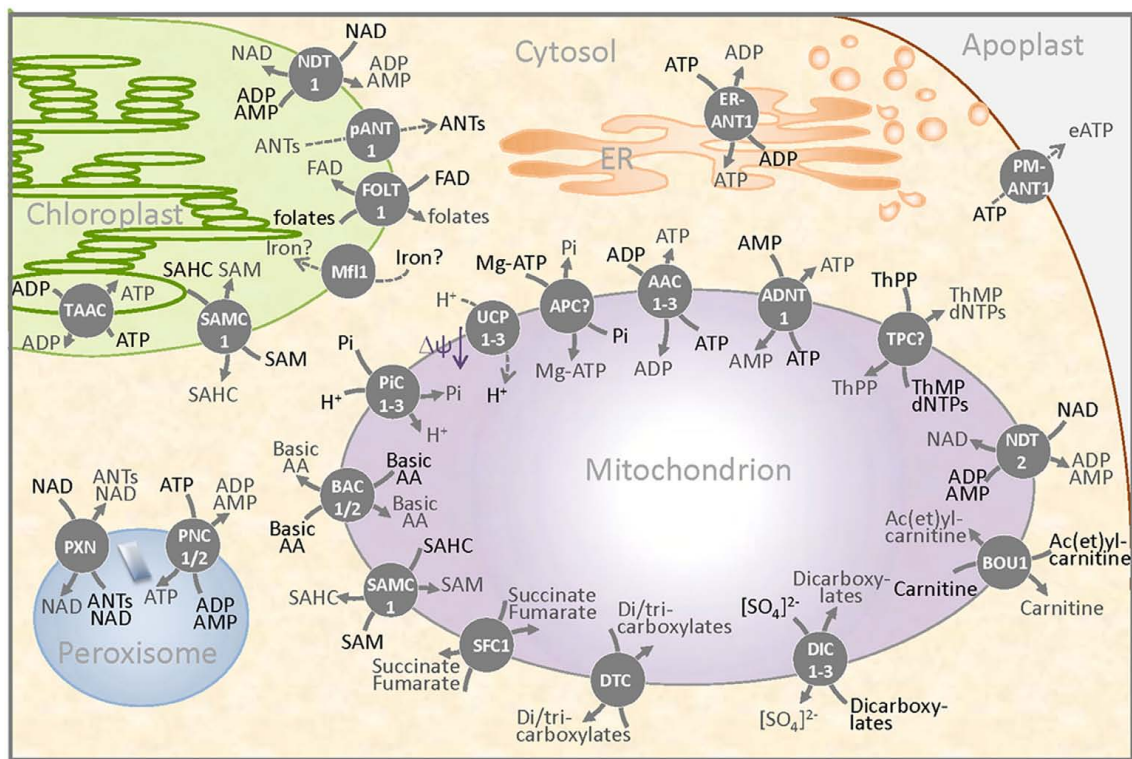 Cytosol
Apoplast
Chloroplast
ER
Mitochondrion
Peroxisome
NAD
NAD
NDT
1
ADP
AMP
ADP
AMP
ANTs
pANT
1
ANTs
FAD
FAD
FOLT
1
folates
folates
Iron?
Iron?
Mfl1
ADP
ATP
TAAC
ADP
ATP
SAHC
SAM
SAMC
1
SAM
SAHC
ATP
ADP
ER-
ANT1
ADP
ATP
eATP
PM-
ANT1
ATP
Pi
H⁺
PiC
1-3
Pi
H⁺
H⁺
UCP
1-3
Δψ
H⁺
Mg-ATP
Pi
APC?
Pi
Mg-ATP
ADP
ATP
AAC
1-3
ATP
ADP
AMP
ATP
ADNT
1
AMP
ATP
ThPP
ThMP
dNTPs
TPC?
ThPP
ThMP
dNTPs
NAD
NAD
NDT
2
ADP
AMP
ADP
AMP
Ac(et)yl-
carnitine
Ac(et)yl-
carnitine
BOU1
Carnitine
Carnitine
Basic
AA
Basic
AA
BAC
1/2
Basic
AA
Basic
AA
SAHC
SAMC
1
SAHC
SAM
SAM
Succinate
Fumarate
SFC1
Succinate
Fumarate
Di/tri-
carboxylates
DTC
Di/tri-
carboxylates
[SO₄]²⁻
Dicarboxy-
lates
DIC
1-3
[SO₄]²⁻
Dicarboxy-
lates
NAD
ANTs
NAD
PXN
NAD
ANTs
NAD
ATP
ADP
AMP
PNC
1/2
ATP
ADP
AMP